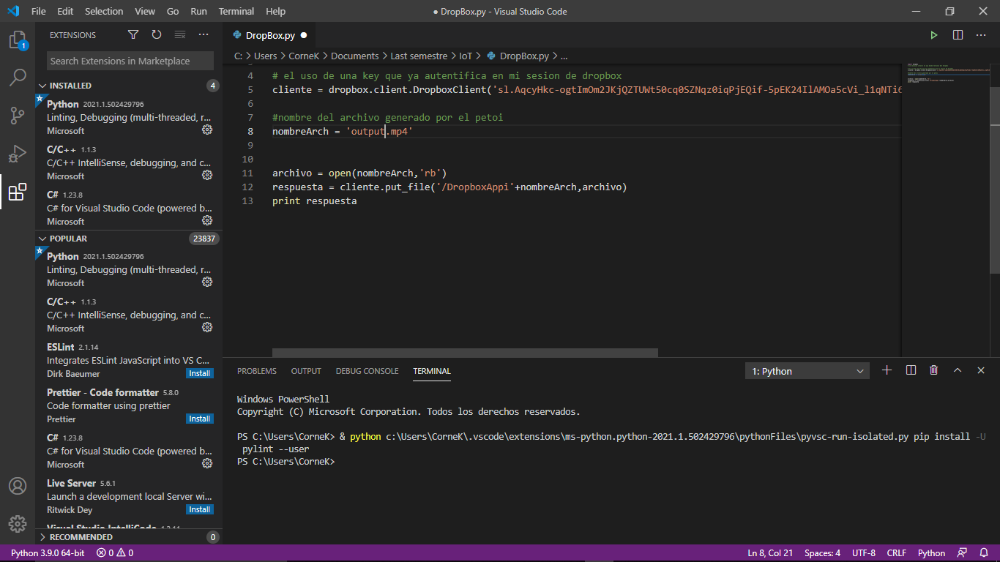 File Edit Selection View Go Run Terminal Help
● DropBox.py - Visual Studio Code
1
EXTENSIONS
Search Extensions in Marketplace
INSTALLED 4
Python 2021.1.502429796
Linting, Debugging (multi-threaded, r...
Microsoft
C/C++ 1.1.3
C/C++ IntelliSense, debugging, and c...
Microsoft
C# 1.23.8
C# for Visual Studio Code (powered b...
Microsoft
POPULAR 23837
Python 2021.1.502429796
Linting, Debugging (multi-threaded, r...
Microsoft
C/C++ 1.1.3
C/C++ IntelliSense, debugging, and c...
Microsoft
ESLint 2.1.14
Integrates ESLint JavaScript into VS C...
Dirk Baeumer Install
Prettier - Code formatter 5.8.0
Code formatter using prettier
Prettier Install
C# 1.23.8
C# for Visual Studio Code (powered b...
Microsoft
Live Server 5.6.1
Launch a development local Server wi...
Ritwick Dey Install
Visual Studio IntelliCode 1.2.11
RECOMMENDED 0
DropBox.py ●
C: > Users > CorneK > Documents > Last semestre > IoT > DropBox.py > ...
4 # el uso de una key que ya autentifica en mi sesion de dropbox
5 cliente = dropbox.client.DropboxClient('sl.AqcyHkc-ogtImOm2JKjQZTUWt50cq0SZNqz0iqPjEQif-5pEK24IlAMOa5cVi_l1qNTi6
6
7 #nombre del archivo generado por el petoi
8 nombreArch = 'output.mp4'
9
10
11 archivo = open(nombreArch,'rb')
12 respuesta = cliente.put_file('/DropboxAppi'+nombreArch,archivo)
13 print respuesta
PROBLEMS OUTPUT DEBUG CONSOLE TERMINAL
1: Python
Windows PowerShell
Copyright (C) Microsoft Corporation. Todos los derechos reservados.
PS C:\Users\CorneK> & python c:\Users\CorneK\.vscode\extensions\ms-python.python-2021.1.502429796\pythonFiles\pyvsc-run-isolated.py pip install -U
pylint --user
PS C:\Users\CorneK>
Python 3.9.0 64-bit 0 0
Ln 8, Col 21 Spaces: 4 UTF-8 CRLF Python